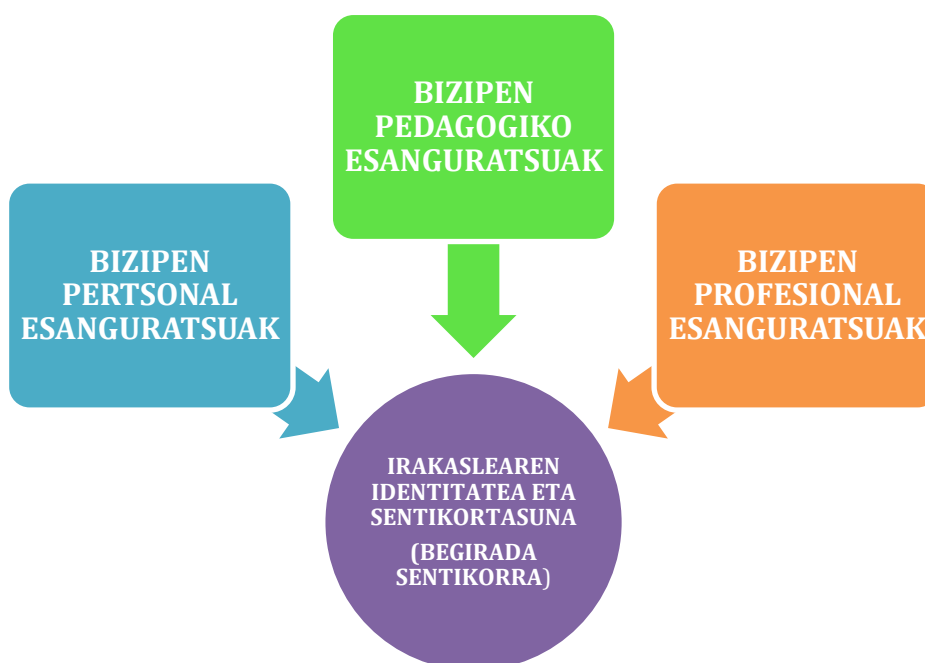 BIZIPEN
PEDAGOGIKO
ESANGURATSUAK
BIZIPEN
PERTSONAL
ESANGURATSUAK
BIZIPEN
PROFESIONAL
ESANGURATSUAK
IRAKASLEAREN
IDENTITATEA ETA
SENTIKORTASUNA
(BEGIRADA
SENTIKORRA)